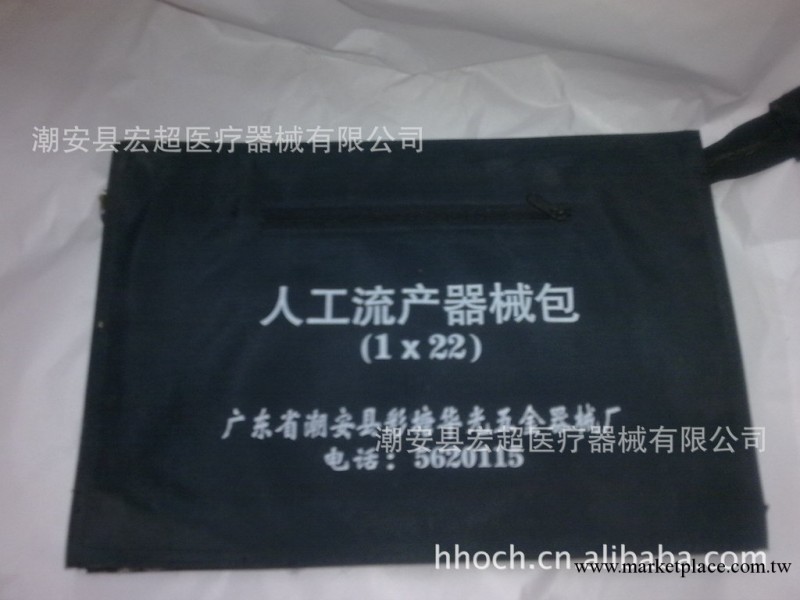 潮安县宏超医疗器械有限公司
人工流产器械包
(1 x 22)
广东省潮安县彩塘华光五金器械厂
潮安县宏超医疗器械有限公司
电话：5620115
hhoch.cn.alibaba.com
www.marketplace.com.tw